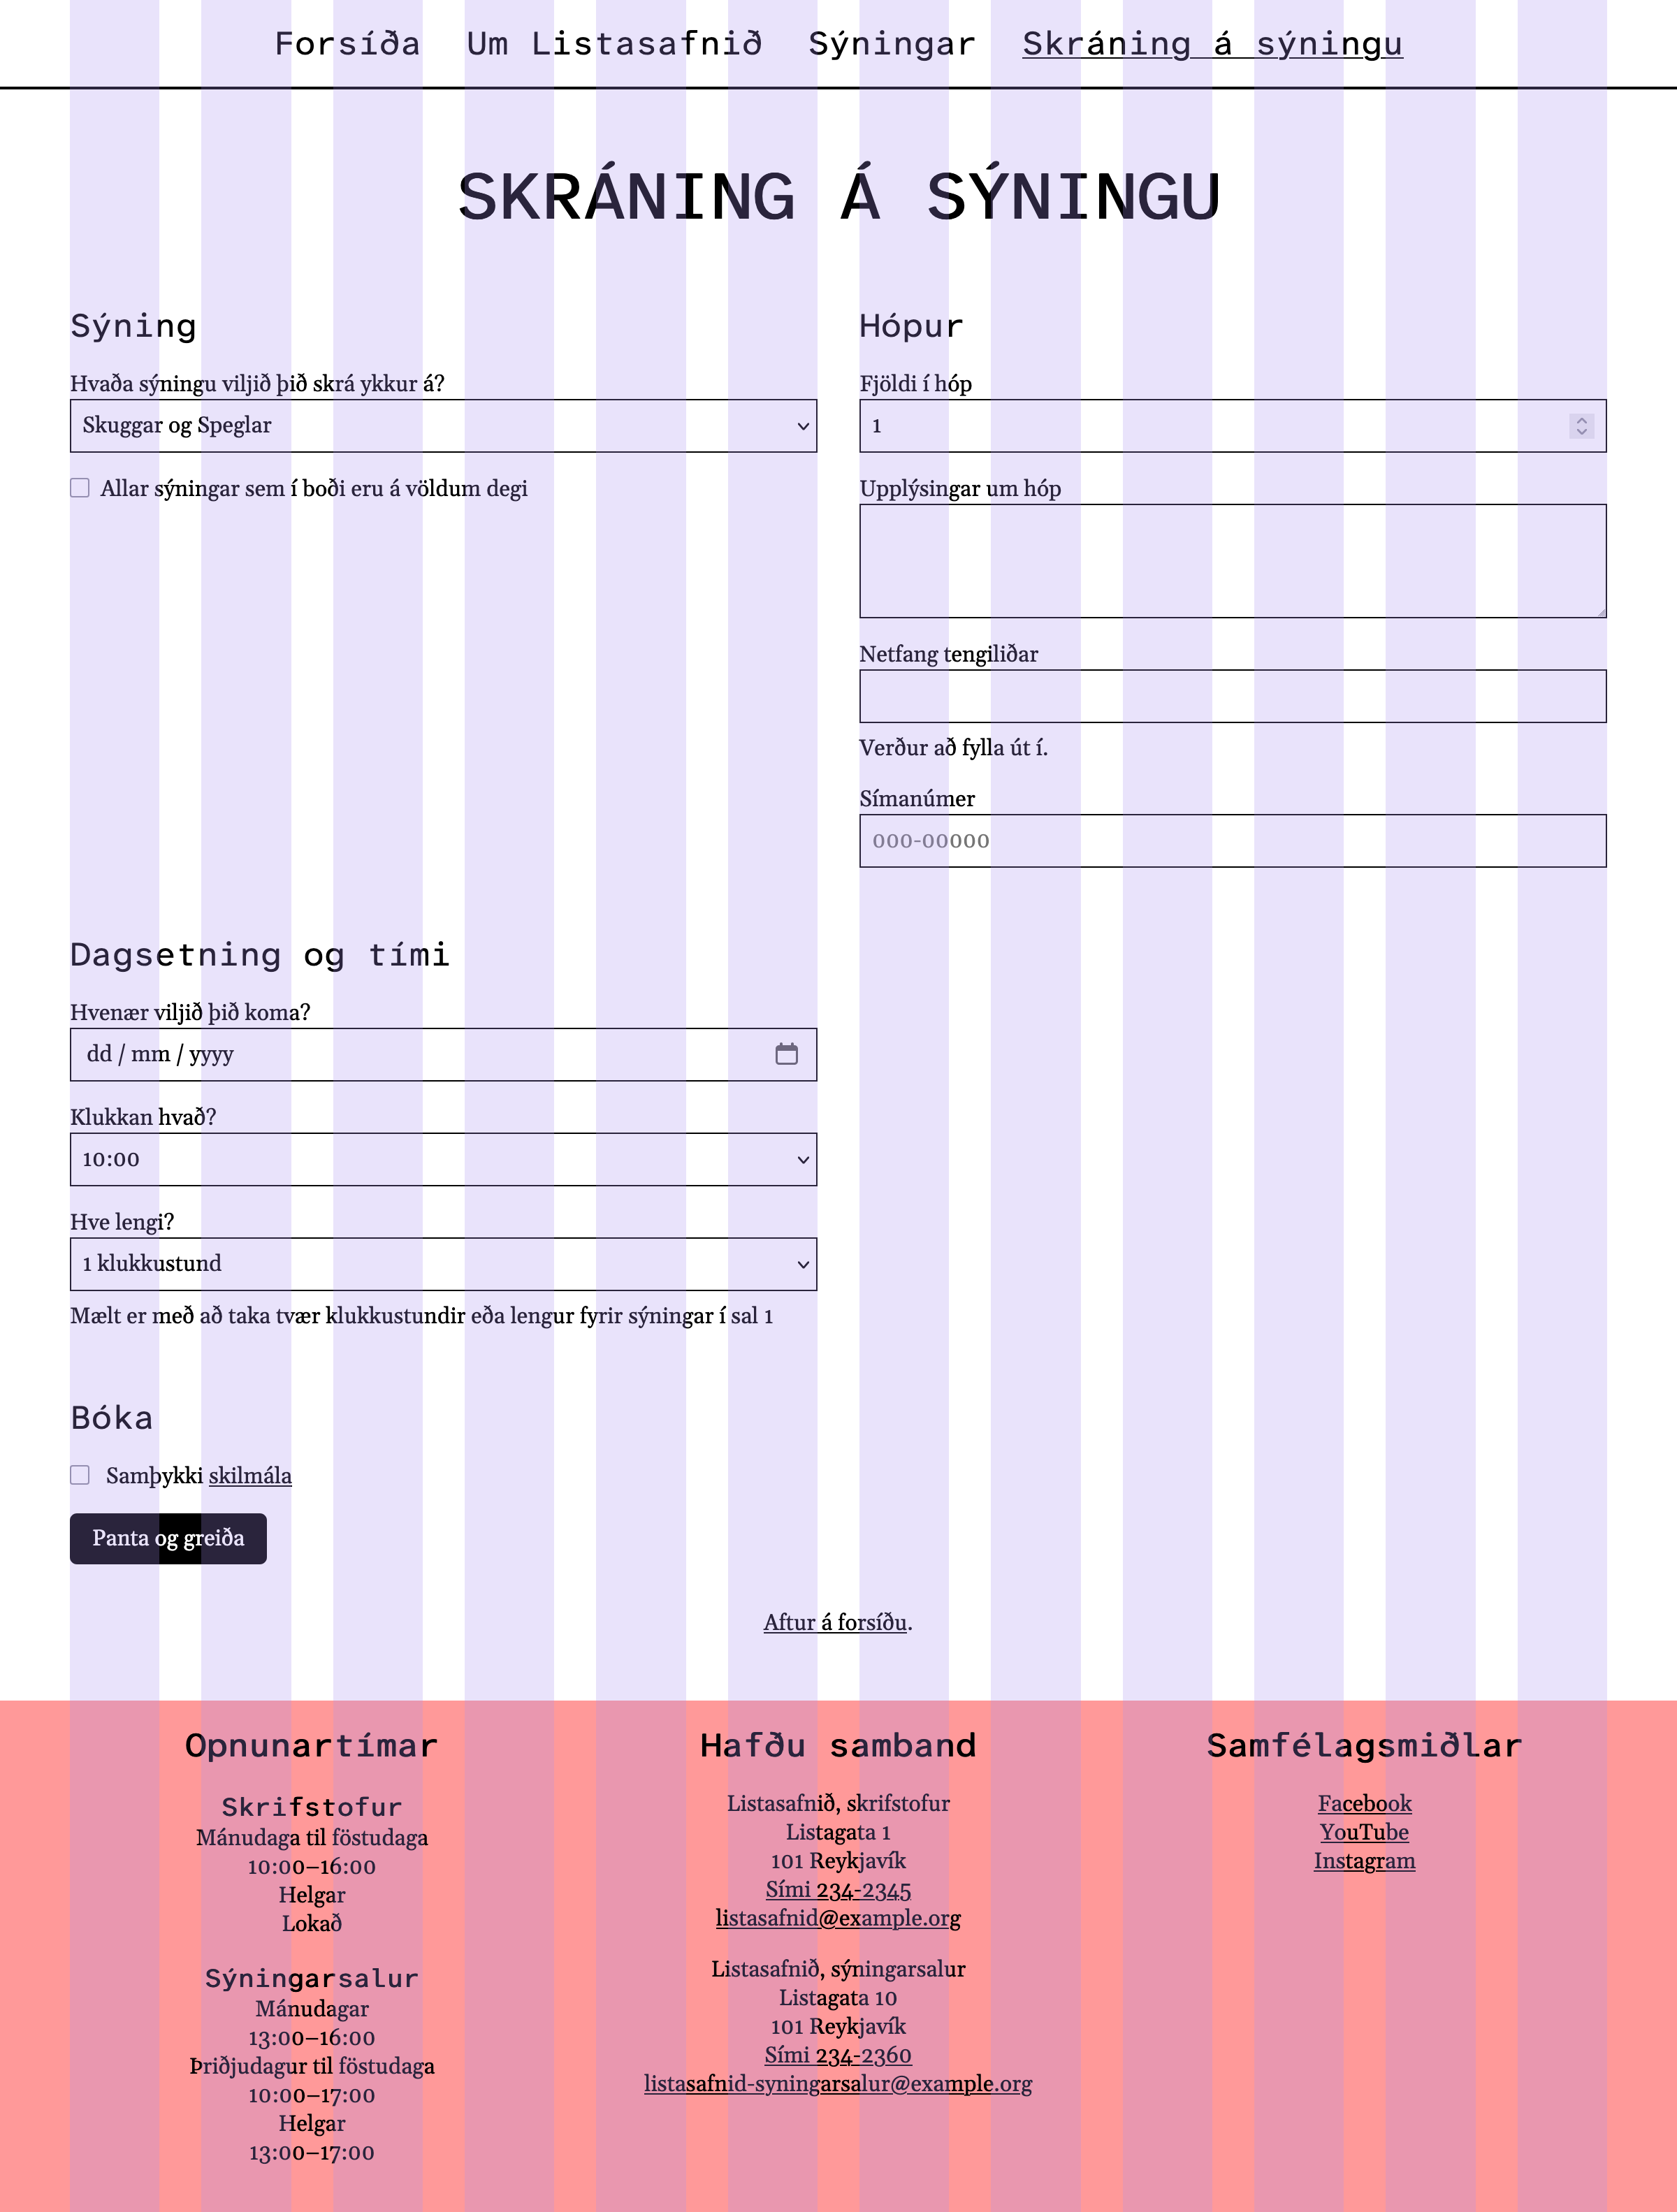 Forsíða Um Listasafnið Sýningar Skráning á sýningu
SKRÁNING Á SÝNINGU
Sýning
Hvaða sýningu viljið þið skrá ykkur á?
Skuggar og Speglar
Allar sýningar sem í boði eru á völdum degi
Hópur
Fjöldi í hóp
1
Upplýsingar um hóp
Netfang tengiliðar
Verður að fylla út í.
Símanúmer
000-00000
Dagsetning og tími
Hvenær viljið þið koma?
dd / mm / yyyy
Klukkan hvað?
10:00
Hve lengi?
1 klukkustund
Mælt er með að taka tvær klukkustundir eða lengur fyrir sýningar í sal 1
Bóka
Samþykki skilmála
Panta og greiða
Aftur á forsíðu.
Opnunartímar
Skrifstofur
Mánudaga til föstudaga
10:00–16:00
Helgar
Lokað
Sýningarsalur
Mánudagar
13:00–16:00
Þriðjudagur til föstudaga
10:00–17:00
Helgar
13:00–17:00
Hafðu samband
Listasafnið, skrifstofur
Listagata 1
101 Reykjavík
Sími 234-2345
listasafnid@example.org
Listasafnið, sýningarsalur
Listagata 10
101 Reykjavík
Sími 234-2360
listasafnid-syningarsalur@example.org
Samfélagsmiðlar
Facebook
YouTube
Instagram